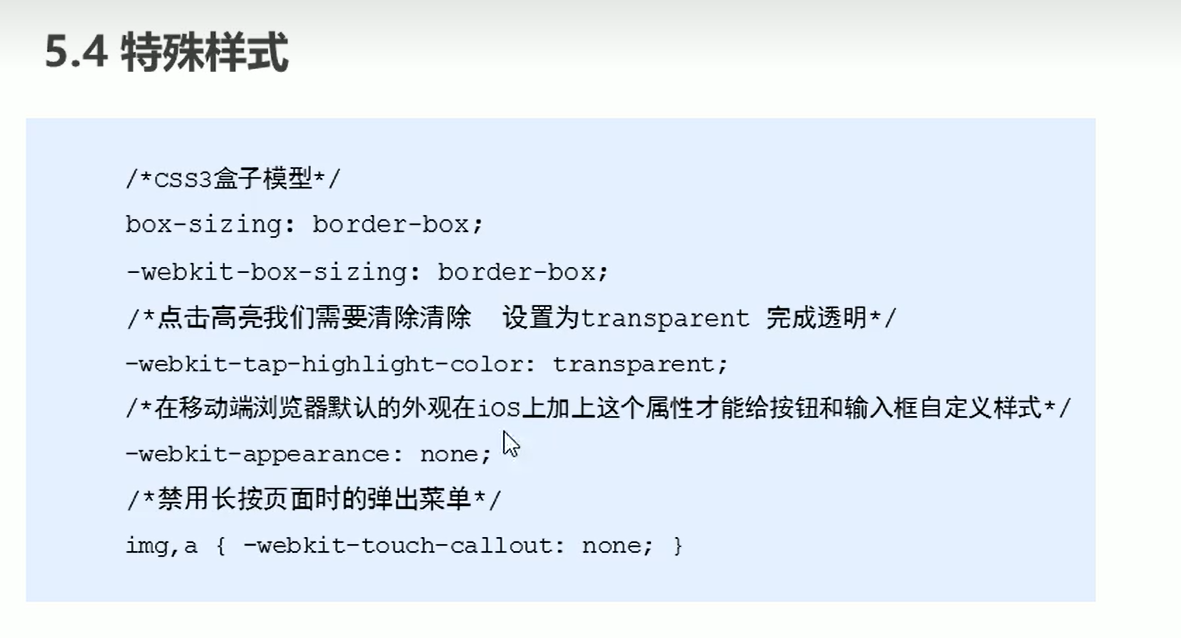 5.4 特殊样式
/*CSS3盒子模型*/
box-sizing: border-box;
-webkit-box-sizing: border-box;
/*点击高亮我们需要清除清除  设置为transparent 完成透明*/
-webkit-tap-highlight-color: transparent;
/*在移动端浏览器默认的外观在iOS上加上这个属性才能给按钮和输入框自定义样式*/
-webkit-appearance: none;
/*禁用长按页面时的弹出菜单*/
img,a { -webkit-touch-callout: none; }